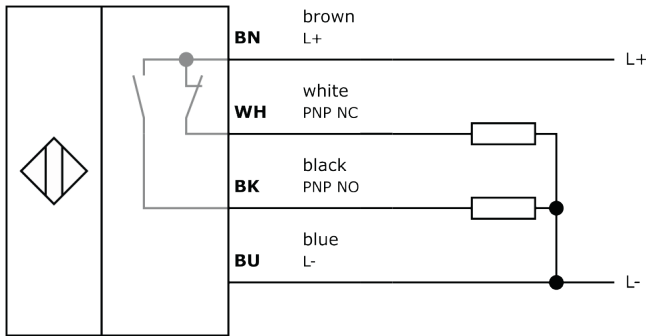 brown
BN L+
L+
white
WH PNP NC
black
BK PNP NO
blue
BU L-
L-